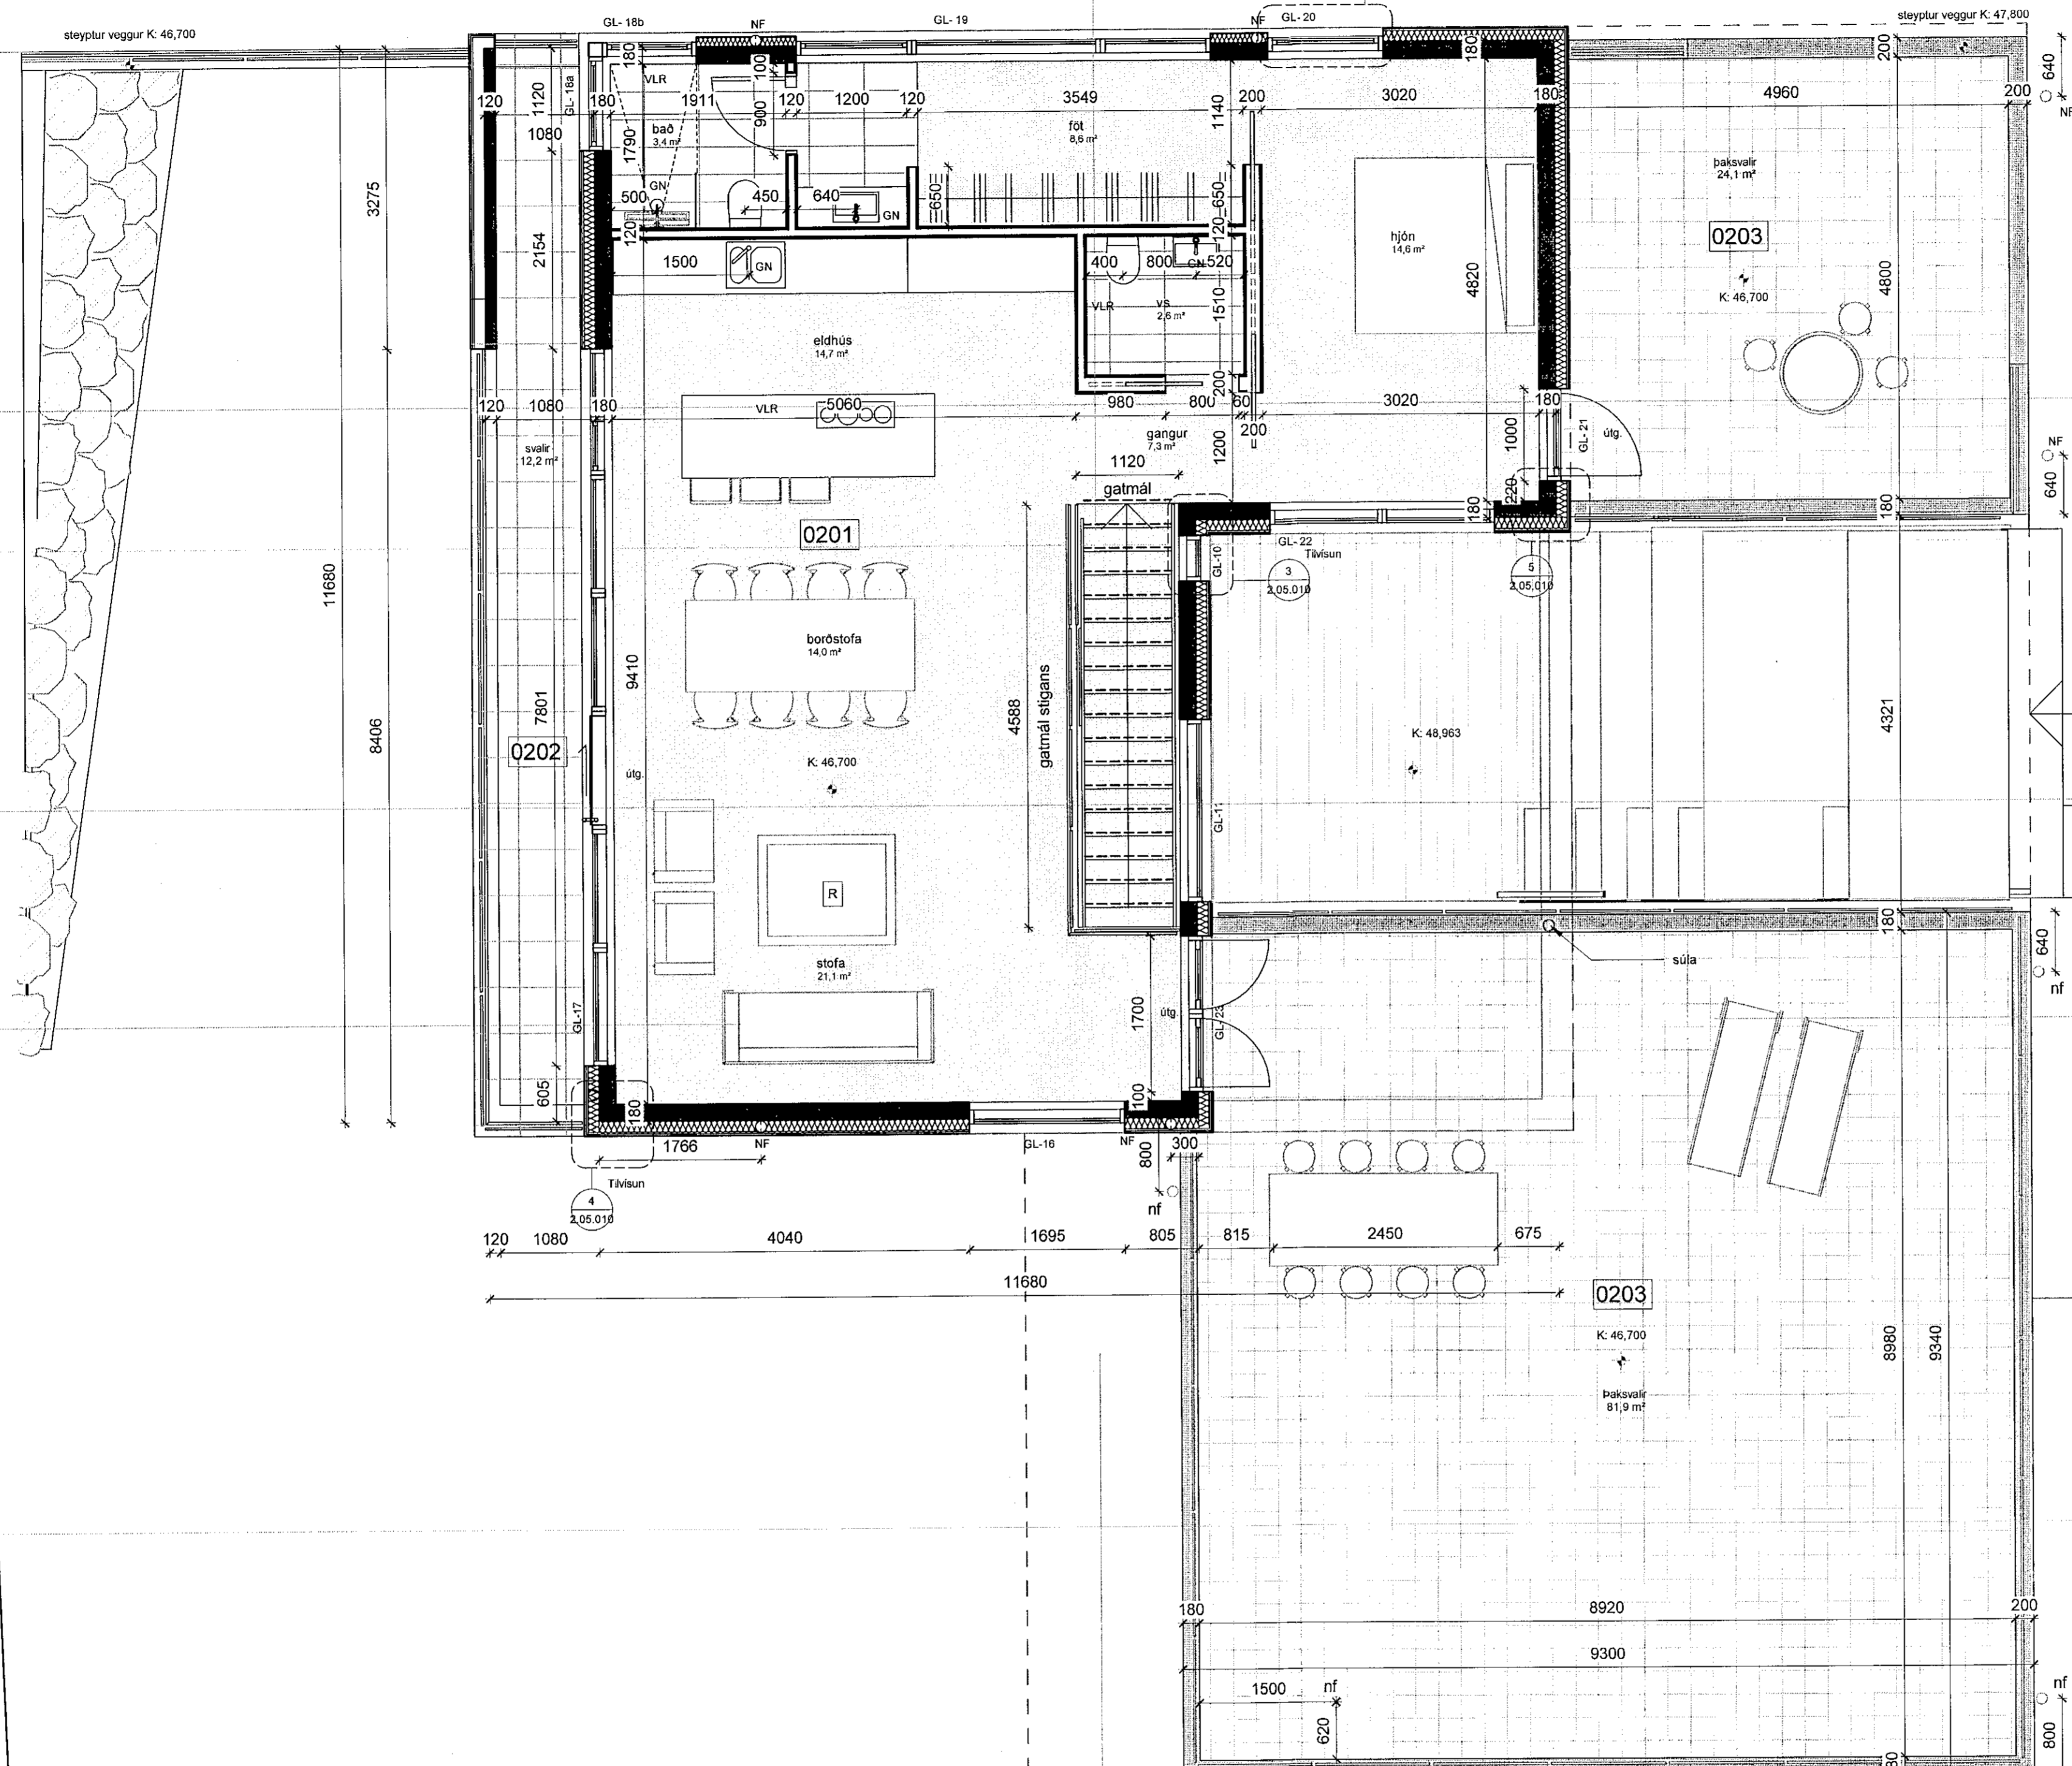 steyptur veggur K: 46,700
GL- 18b
NF
GL- 19
NF
GL- 20
steyptur veggur K: 47,800
180
VLR
100
180
200
640
NF
120
1120
GL- 18a
180
1911
900
120
1200
120
3549
1140
200
3020
180
4960
200
1080
1790
bað
3,4 m²
föt
8,6 m²
þaksvalir
24,1 m²
0203
K: 46,700
3275
2154
GN
500
450
640
GN
650
650
120
120
hjón
14,6 m²
4820
4800
1500
GN
400
800
GN
520
VLR
vs
2,6 m²
1510
eldhús
14,7 m²
200
120
1080
180
VLR
5060
980
800
60
200
3020
180
svalir
12,2 m²
gangur
7,3 m²
1200
1000
GL- 21
útg.
NF
640
1120
gatmál
220
180
180
0201
GL-10
GL- 22
Tilvísun
3
2.05.010
5
2.05.010
11680
borðstofa
14,0 m²
9410
7801
8406
0202
útg.
K: 46,700
4588
gatmál stigans
K: 48,963
4321
GL-11
R
stofa
21,1 m²
180
640
nf
súla
GL-17
1700
útg.
GL- 23
605
180
100
1766
NF
GL-16
NF
800
300
nf
Tilvísun
4
2.05.010
120
1080
4040
1695
805
815
2450
675
11680
0203
K: 46,700
8980
9340
Þaksvalir
81,9 m²
180
8920
200
9300
1500
nf
620
nf
800